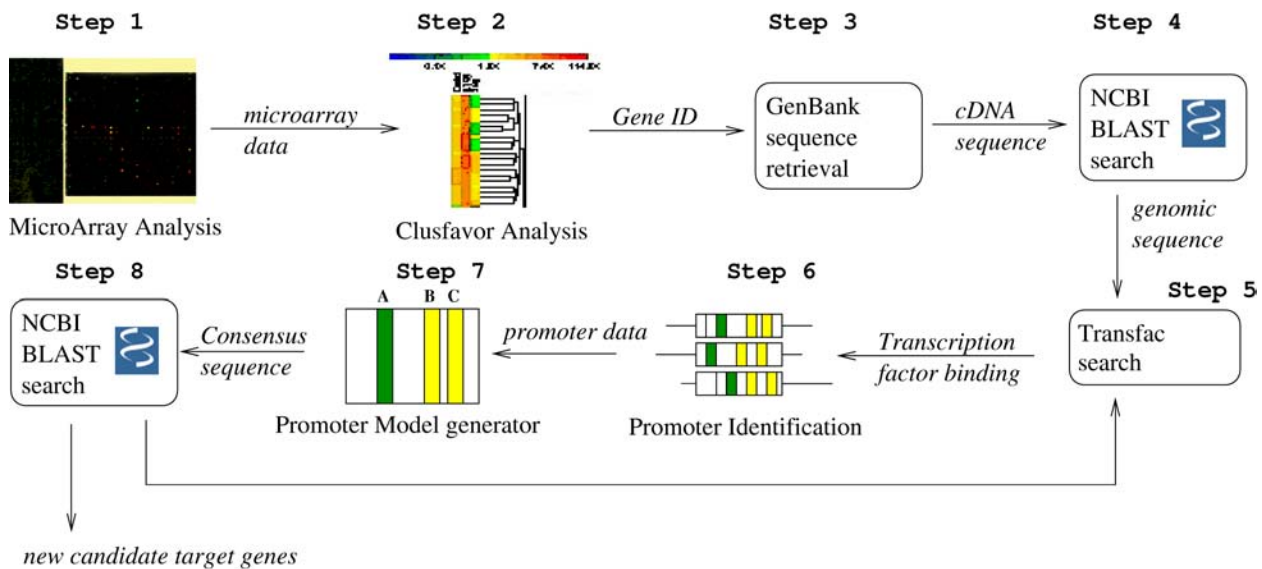 Step 1
Step 2
Step 3
Step 4
microarray
data
Gene ID
GenBank
sequence
retrieval
cDNA
sequence
NCBI
BLAST
search
MicroArray Analysis
Clusfavor Analysis
genomic
sequence
Step 8
Step 7
Step 6
Step 5
NCBI
BLAST
search
Consensus
sequence
A B C
promoter data
Transcription
factor binding
Transfac
search
Promoter Model generator
Promoter Identification
new candidate target genes